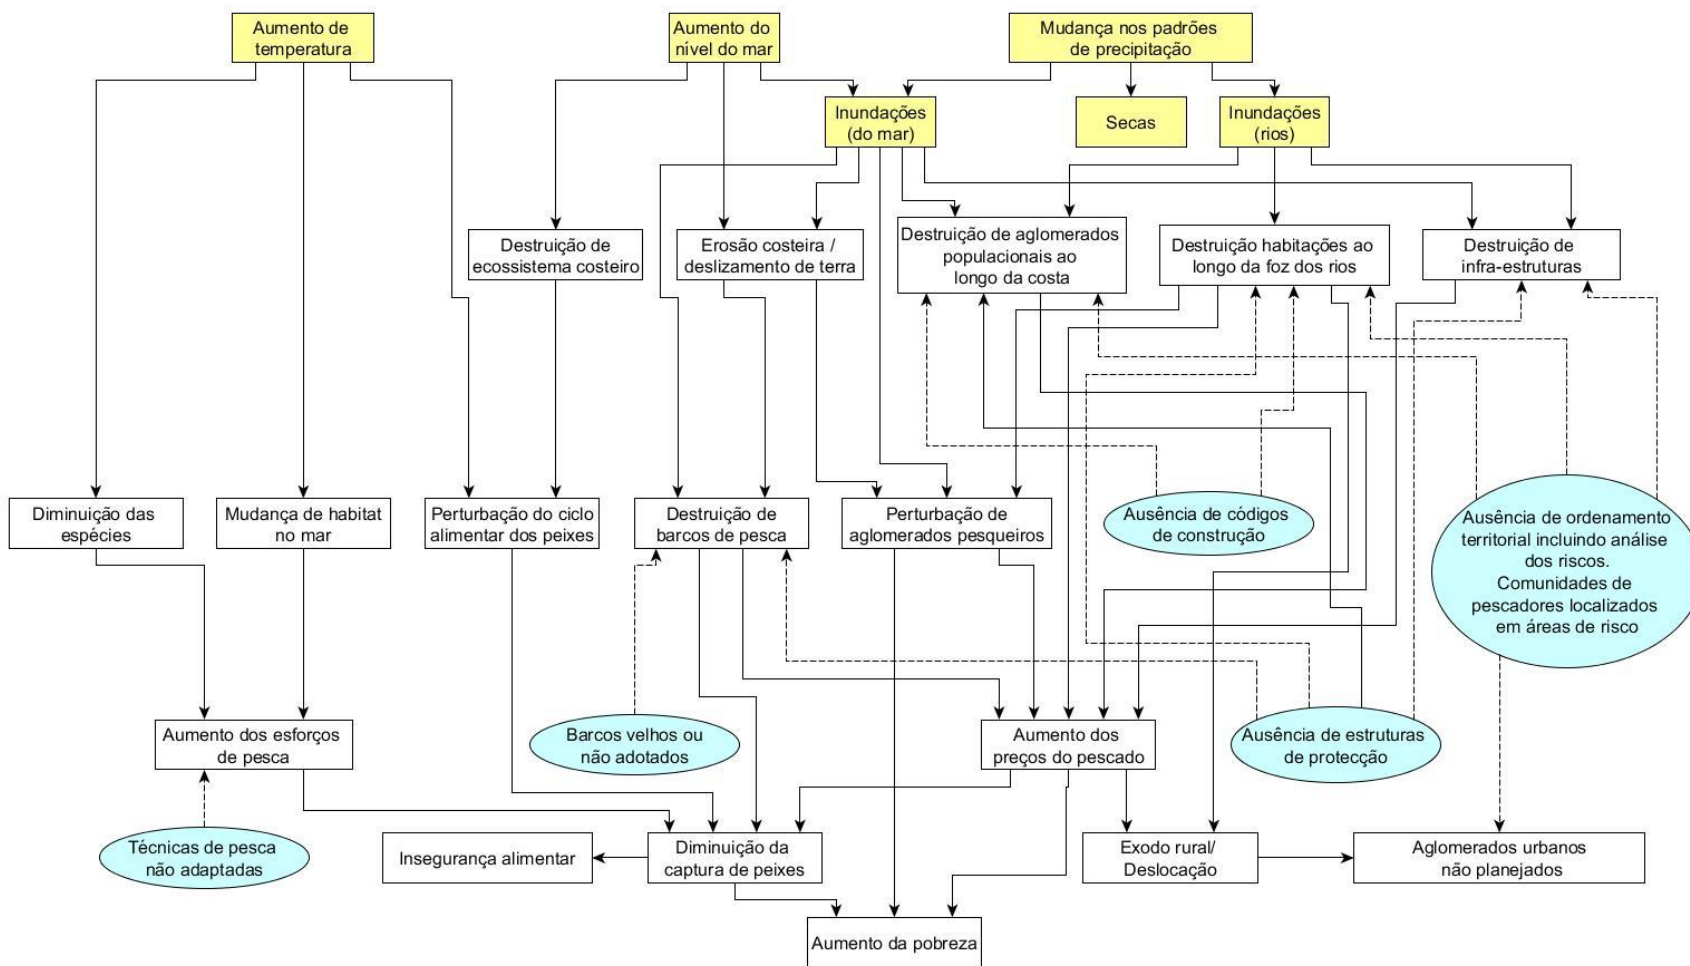 Aumento de
temperatura
Aumento do
nível do mar
Mudança nos padrões
de precipitação
Inundações
(do mar)
Secas
Inundações
(rios)
Destruição de
ecossistema costeiro
Erosão costeira /
deslizamento de terra
Destruição de aglomerados
populacionais ao
longo da costa
Destruição habitações ao
longo da foz dos rios
Destruição de
infra-estruturas
Diminuição das
espécies
Mudança de habitat
no mar
Perturbação do ciclo
alimentar dos peixes
Destruição de
barcos de pesca
Perturbação de
aglomerados pesqueiros
Ausência de códigos
de construção
Ausência de ordenamento
territorial incluindo análise
dos riscos.
Comunidades de
pescadores localizados
em áreas de risco
Aumento dos esforços
de pesca
Barcos velhos ou
não adotados
Aumento dos
preços do pescado
Ausência de estruturas
de protecção
Técnicas de pesca
não adaptadas
Insegurança alimentar
Diminuição da
captura de peixes
Exodo rural/
Deslocação
Aglomerados urbanos
não planejados
Aumento da pobreza